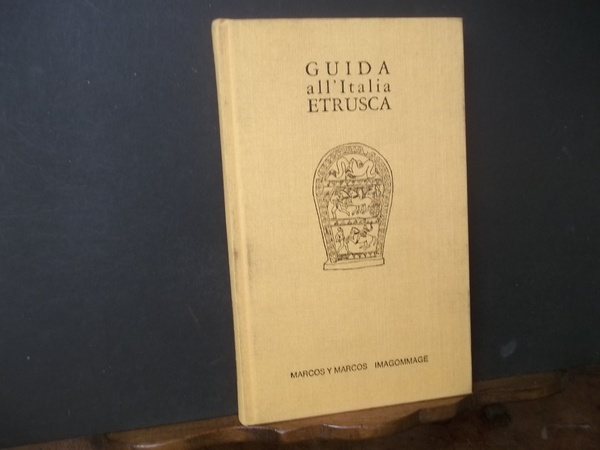 GUIDA
all'Italia
ETRUSCA
MARCOS Y MARCOS IMAGOMMAGE